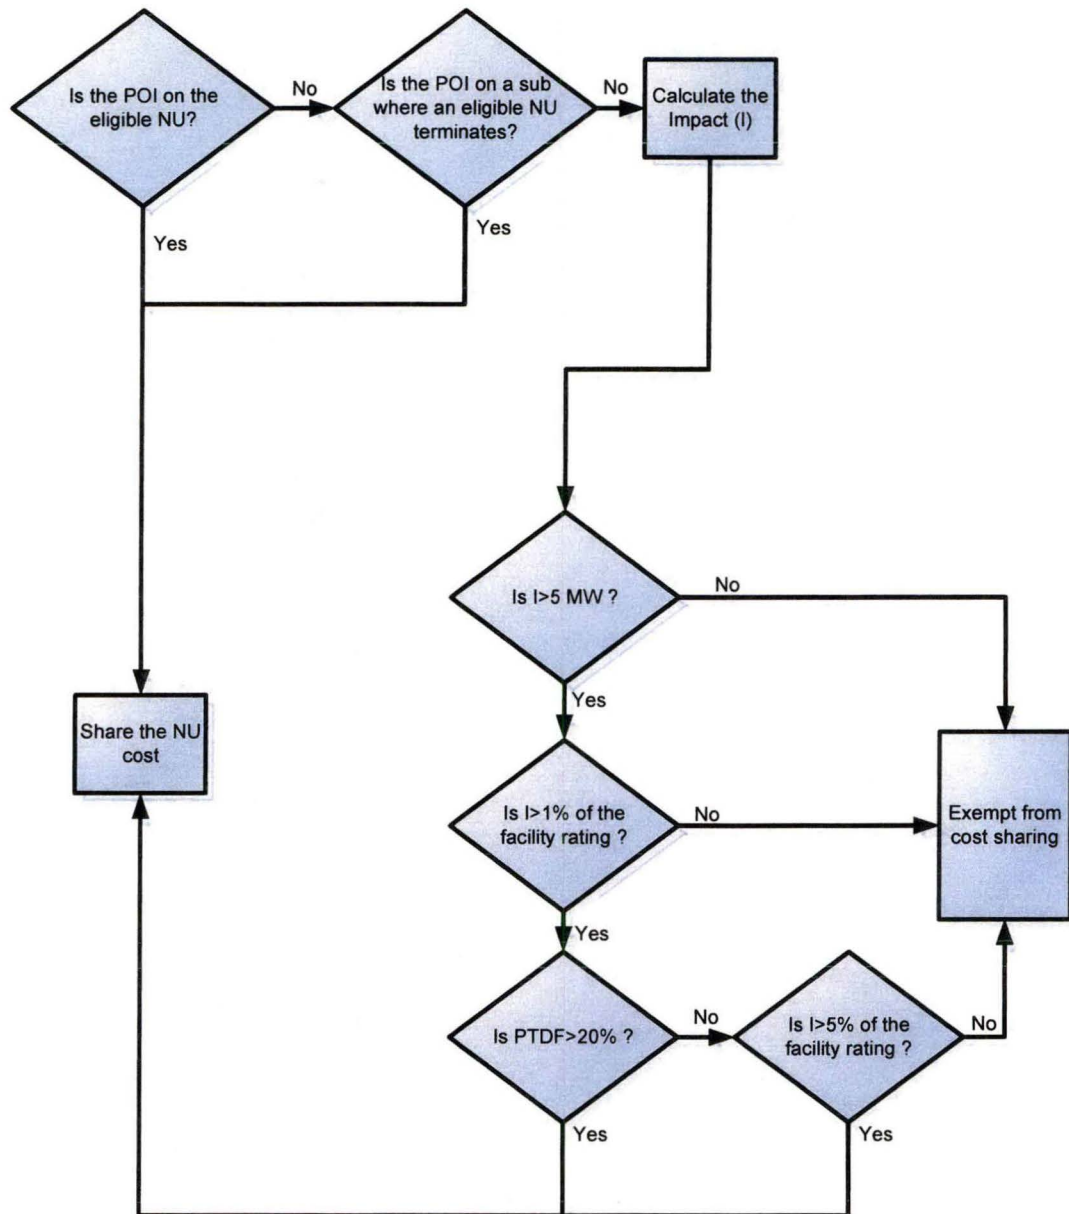 Is the POI on the
eligible NU?
No
Is the POI on a sub
where an eligible NU
terminates?
No
Calculate the
Impact (I)
Yes
Yes
Is I>5 MW ?
No
Yes
Share the NU
cost
Is I>1% of the
facility rating ?
No
Exempt from
cost sharing
Yes
Is PTDF>20% ?
No
Is I>5% of the
facility rating ?
No
Yes
Yes